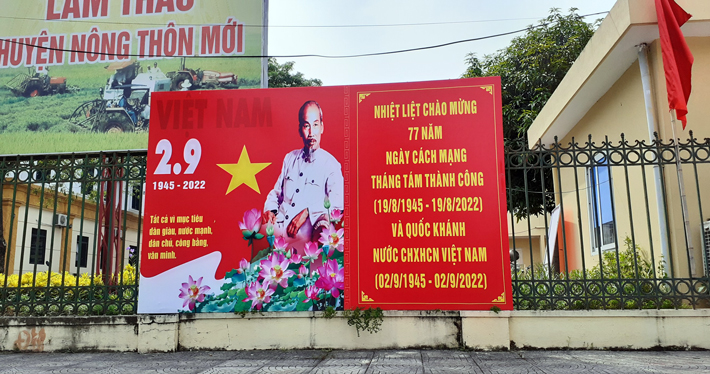 LÂM THAO
HUYỆN NÔNG THÔN MỚI
VIỆT NAM
2.9
1945 - 2022
Tất cả vì mục tiêu
dân giàu, nước mạnh,
dân chủ, công bằng,
văn minh.
NHIỆT LIỆT CHÀO MỪNG
77 NĂM
NGÀY CÁCH MẠNG
THÁNG TÁM THÀNH CÔNG
(19/8/1945 - 19/8/2022)
VÀ QUỐC KHÁNH
NƯỚC CHXHCN VIỆT NAM
(02/9/1945 - 02/9/2022)